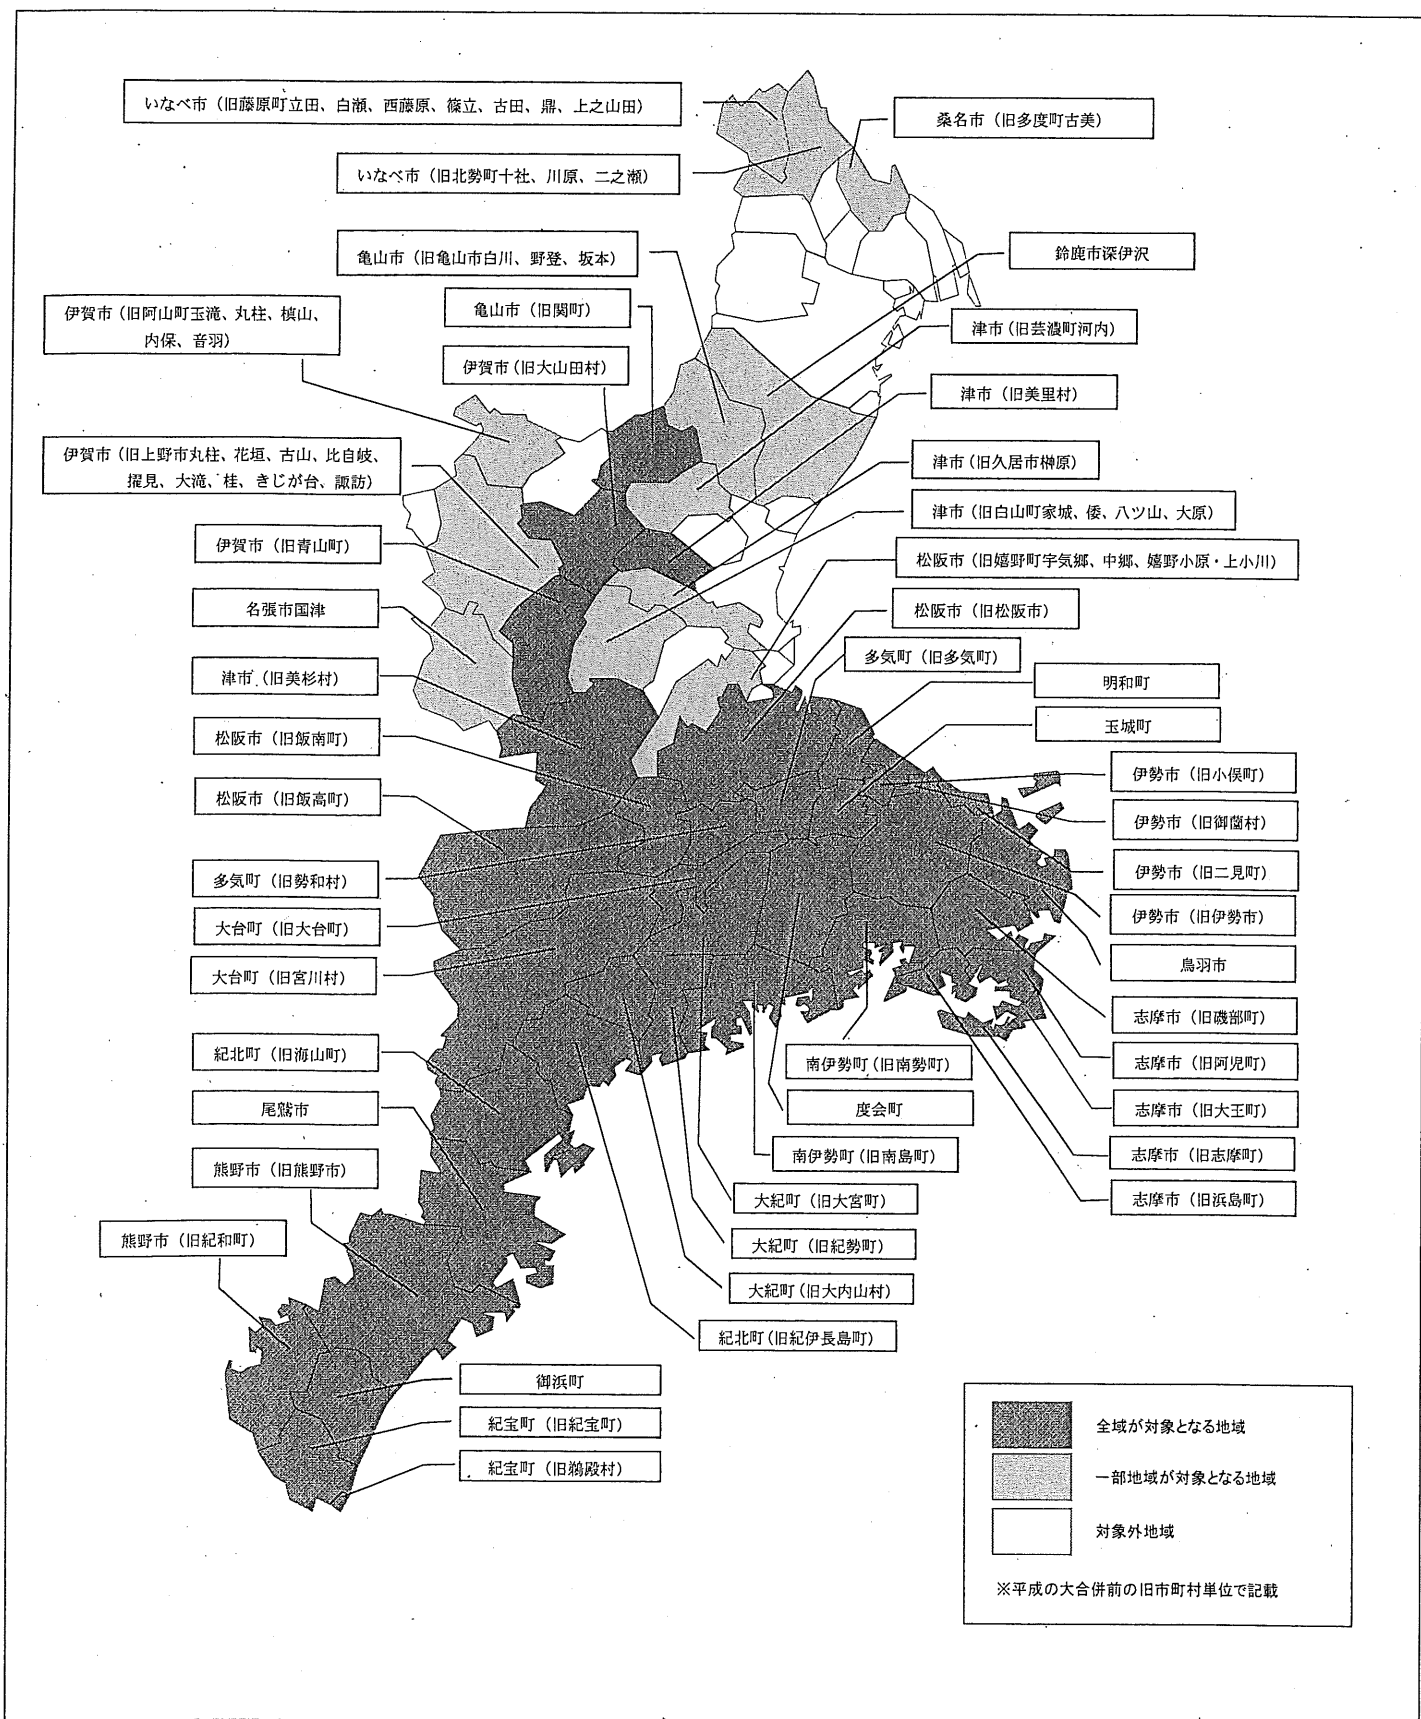 いなべ市（旧藤原町立田、白瀬、西藤原、篠立、古田、鼎、上之山田）
桑名市（旧多度町古美）
いなべ市（旧北勢町十社、川原、二之瀬）
亀山市（旧亀山市白川、野登、坂本）
鈴鹿市深伊沢
伊賀市（旧阿山町玉滝、丸柱、槙山、
内保、音羽）
亀山市（旧関町）
津市（旧芸濃町河内）
伊賀市（旧大山田村）
津市（旧美里村）
伊賀市（旧上野市丸柱、花垣、古山、比自岐、
擢見、大滝、桂、きじが台、諏訪）
津市（旧久居市榊原）
津市（旧白山町家城、倭、八ツ山、大原）
伊賀市（旧青山町）
松阪市（旧嬉野町宇気郷、中郷、嬉野小原・上小川）
名張市国津
松阪市（旧松阪市）
多気町（旧多気町）
津市（旧美杉村）
明和町
玉城町
松阪市（旧飯南町）
伊勢市（旧小俣町）
松阪市（旧飯高町）
伊勢市（旧御薗村）
多気町（旧勢和村）
伊勢市（旧二見町）
大台町（旧大台町）
伊勢市（旧伊勢市）
大台町（旧宮川村）
鳥羽市
志摩市（旧磯部町）
紀北町（旧海山町）
南伊勢町（旧南勢町）
志摩市（旧阿児町）
尾鷲市
度会町
志摩市（旧大王町）
熊野市（旧熊野市）
南伊勢町（旧南島町）
志摩市（旧志摩町）
大紀町（旧大宮町）
志摩市（旧浜島町）
熊野市（旧紀和町）
大紀町（旧紀勢町）
大紀町（旧大内山村）
紀北町（旧紀伊長島町）
御浜町
紀宝町（旧紀宝町）
紀宝町（旧鵜殿村）
全域が対象となる地域
一部地域が対象となる地域
対象外地域
※平成の大合併前の旧市町村単位で記載